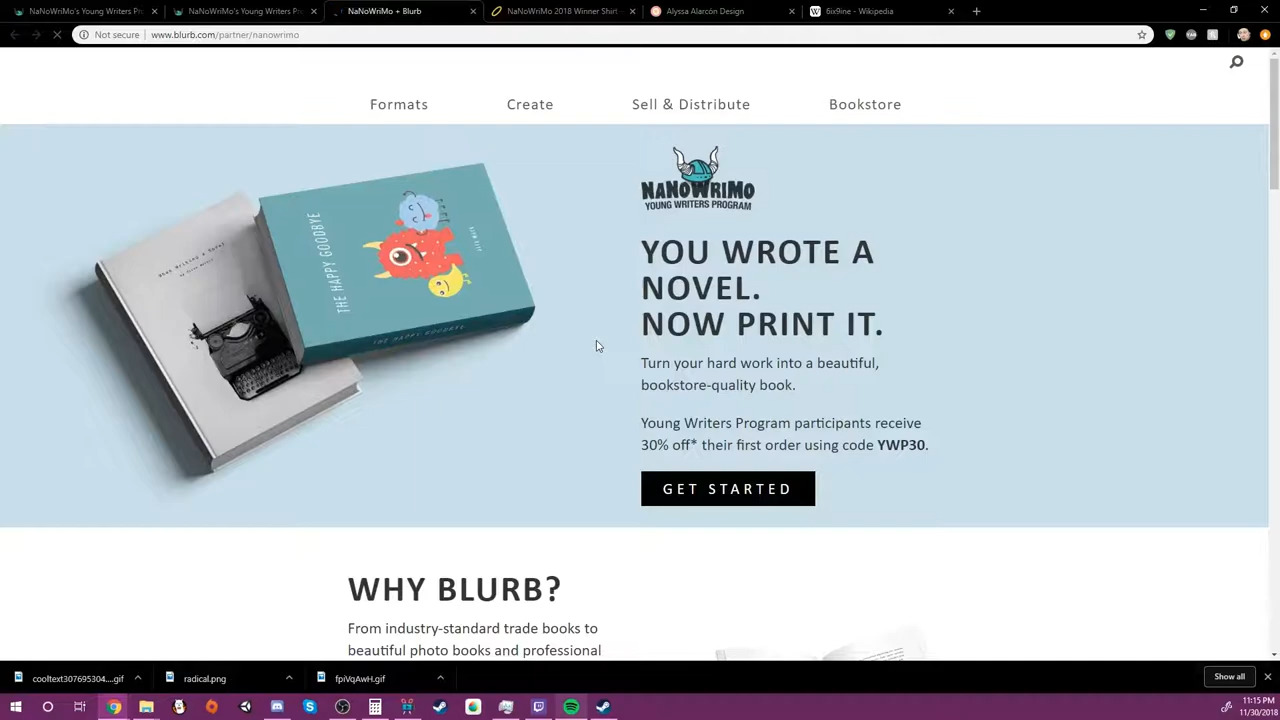 NaNoWriMo's Young Writers Pr
NaNoWriMo's Young Writers Pro
NaNoWriMo + Blurb
NaNoWriMo 2018 Winner Shirt -
Alyssa Alarcón Design
6ix9ine - Wikipedia
Not secure
www.blurb.com/partner/nanowrimo
Formats
Create
Sell & Distribute
Bookstore
THE HAPPY GOODBYE
THE HAPPY GOODBYE
NANOWRIMO
YOUNG WRITERS PROGRAM
YOU WROTE A
NOVEL.
NOW PRINT IT.
Turn your hard work into a beautiful,
bookstore-quality book.
Young Writers Program participants receive
30% off* their first order using code YWP30.
GET STARTED
WHY BLURB?
From industry-standard trade books to
beautiful photo books and professional
cooltext307695304....gif
radical.png
fpiVqAwH.gif
Show all
11:15 PM
11/30/2018